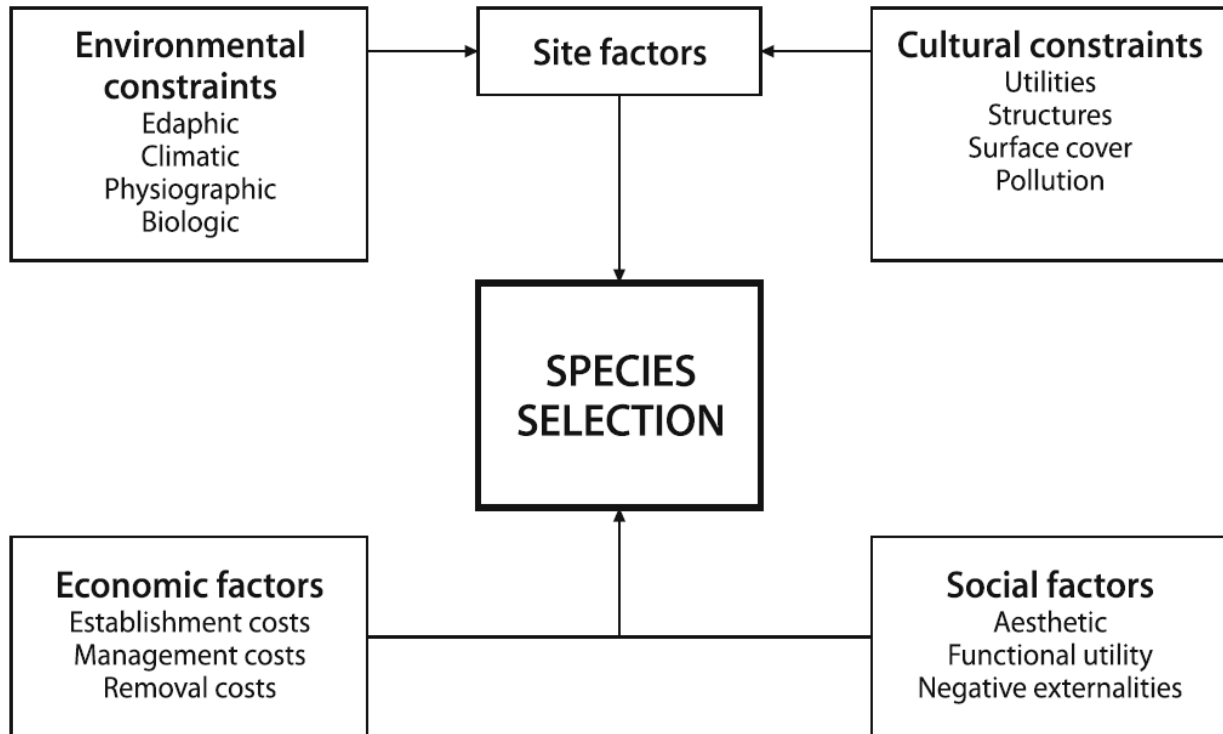 Environmental
constraints
Edaphic
Climatic
Physiographic
Biologic
Site factors
Cultural constraints
Utilities
Structures
Surface cover
Pollution
SPECIES
SELECTION
Economic factors
Establishment costs
Management costs
Removal costs
Social factors
Aesthetic
Functional utility
Negative externalities